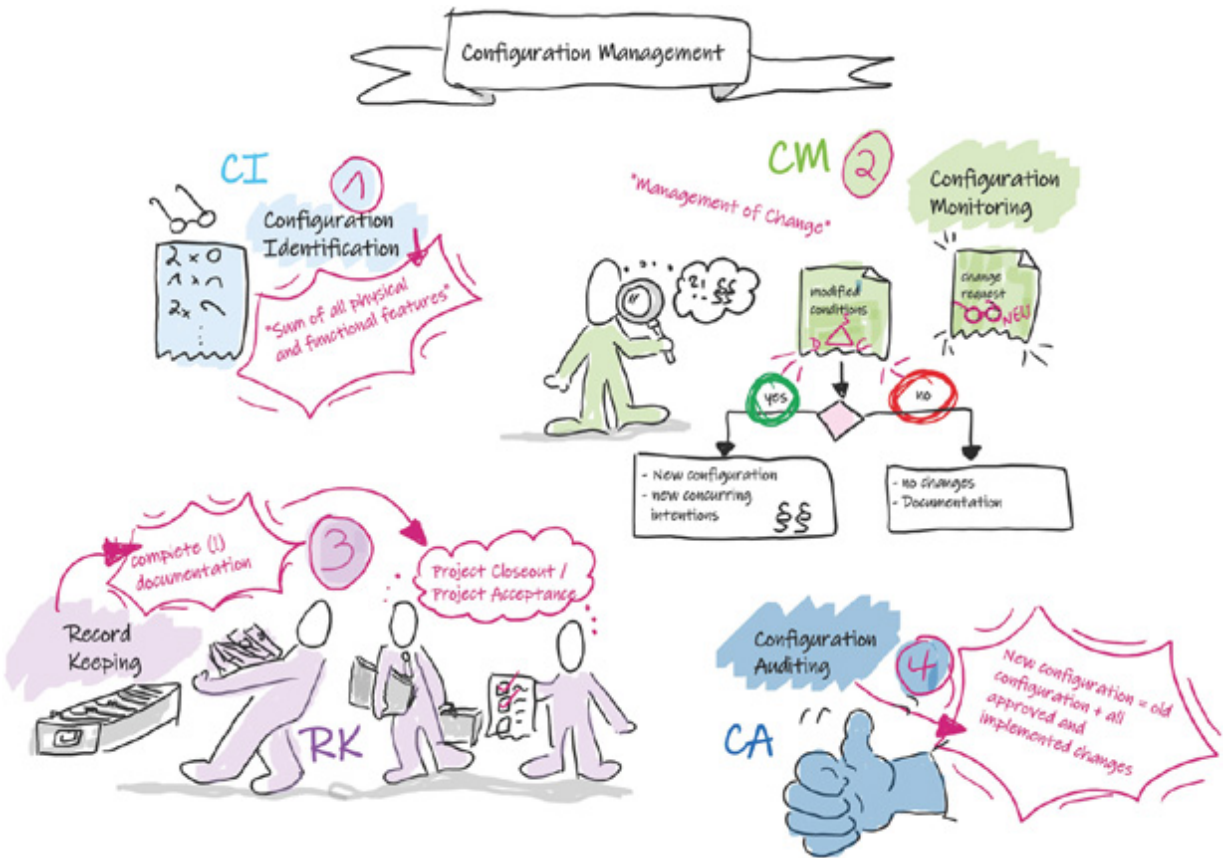 Configuration Management
CI
1
Configuration
Identification
2 x 0
1 x n
2x
"Sum of all physical
and functional features"
CM
2
"Management of Change"
Configuration
Monitoring
?!
§§
modified
conditions
change
request
NEW
yes
no
- New configuration
- new concurring
intentions
§§
- no changes
- Documentation
complete (!)
documentation
3
Project Closeout /
Project Acceptance
Record
Keeping
RK
Configuration
Auditing
4
CA
New configuration = old
configuration + all
approved and
implemented changes